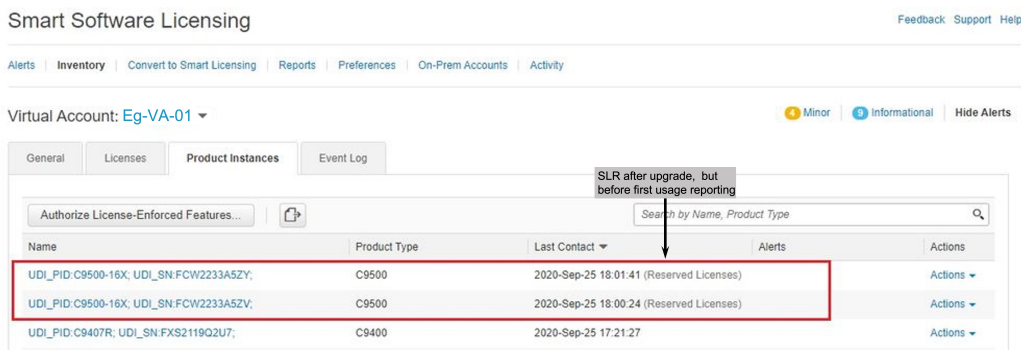 Smart Software Licensing
Feedback Support Help
Alerts Inventory Convert to Smart Licensing Reports Preferences On-Prem Accounts Activity
Virtual Account: Eg-VA-01
4 Minor 9 Informational Hide Alerts
General Licenses Product Instances Event Log
SLR after upgrade, but
before first usage reporting
Authorize License-Enforced Features...
Search by Name, Product Type
Name Product Type Last Contact Alerts Actions
UDI_PID:C9500-16X; UDI_SN:FCW2233A5ZY; C9500 2020-Sep-25 18:01:41 (Reserved Licenses) Actions
UDI_PID:C9500-16X; UDI_SN:FCW2233A5ZV; C9500 2020-Sep-25 18:00:24 (Reserved Licenses) Actions
UDI_PID:C9407R; UDI_SN:FXS2119Q2U7; C9400 2020-Sep-25 17:21:27 Actions